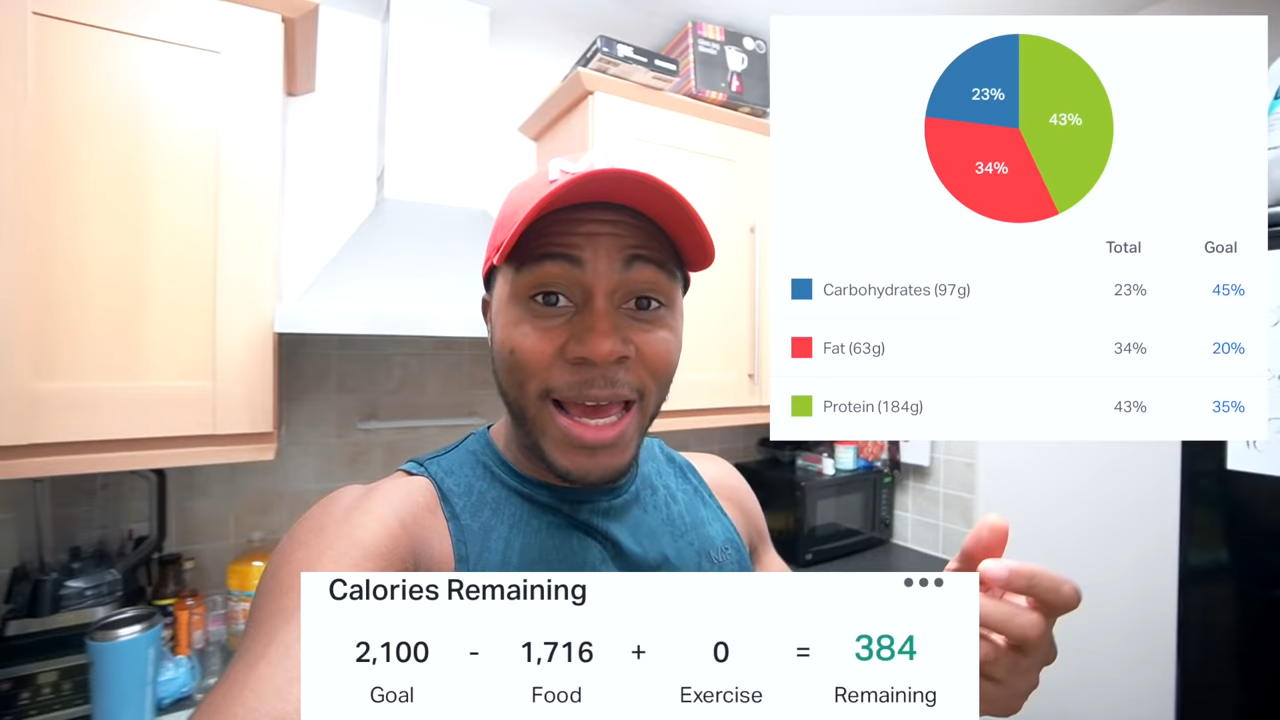 23%
43%
34%
Total Goal
Carbohydrates (97g) 23% 45%
Fat (63g) 34% 20%
Protein (184g) 43% 35%
MP
Calories Remaining
2,100 - 1,716 + 0 = 384
Goal Food Exercise Remaining